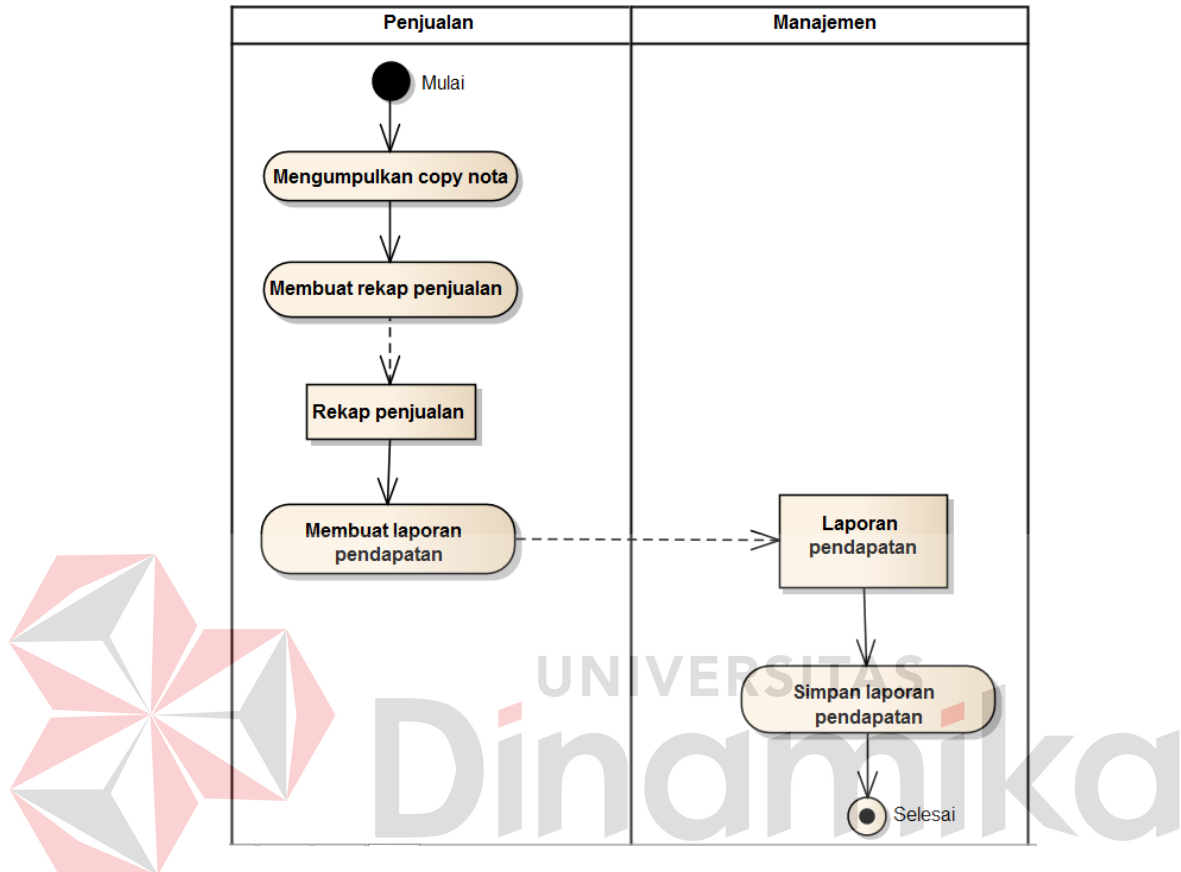 Penjualan
Manajemen
Mulai
Mengumpulkan copy nota
Membuat rekap penjualan
Rekap penjualan
Membuat laporan
pendapatan
Laporan
pendapatan
Simpan laporan
pendapatan
Selesai
UNIVERSITAS
Dinamika